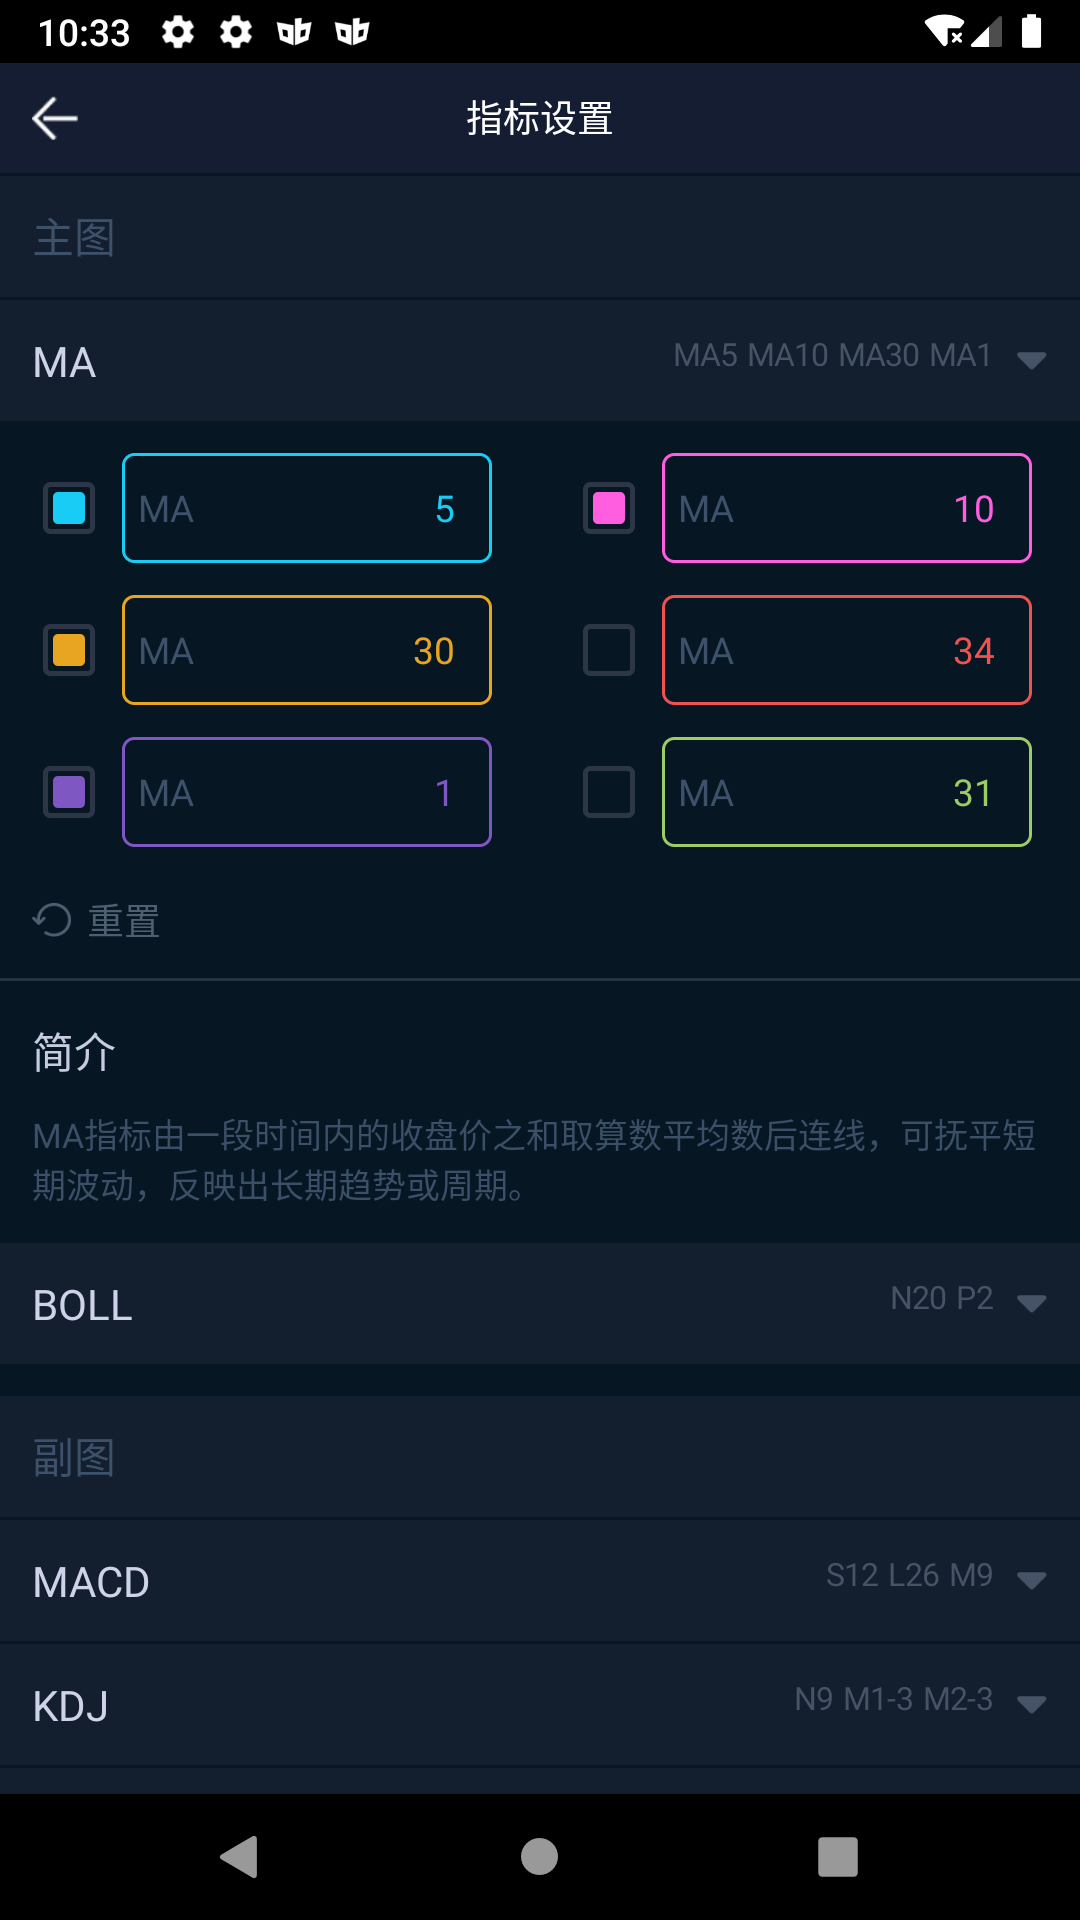 10:33
指标设置
主图
MA MA5 MA10 MA30 MA1
MA 5 MA 10
MA 30 MA 34
MA 1 MA 31
重置
简介
MA指标由一段时间内的收盘价之和取算数平均数后连线，可抚平短
期波动，反映出长期趋势或周期。
BOLL N20 P2
副图
MACD S12 L26 M9
KDJ N9 M1-3 M2-3